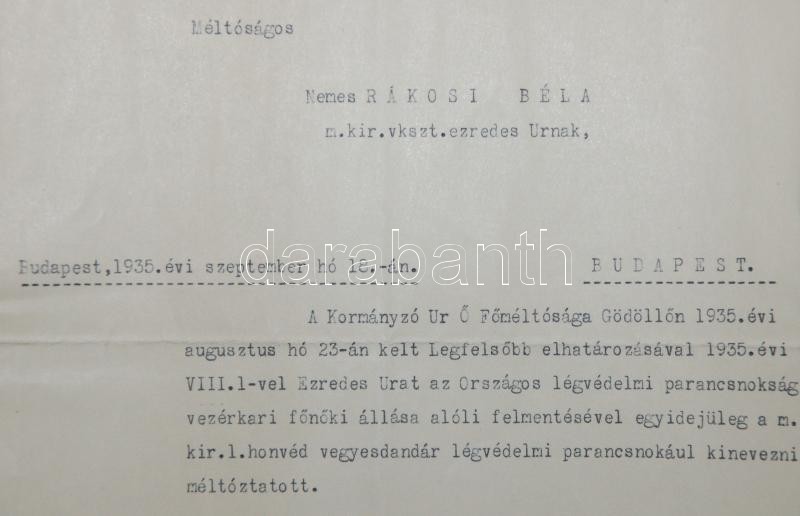 Méltóságos
Nemes RÁKOSI BÉLA
m.kir.vkszt.ezredes Urnak,
darabanth
Budapest,1935.évi szeptember hó 18.-án. BUDAPEST.
A Kormányzó Ur Ő Főméltósága Gödöllőn 1935.évi
augusztus hó 23-án kelt Legfelsőbb elhatározásával 1935.évi
VIII.1-vel Ezredes Urat az Országos légvédelmi parancsnokság
vezérkari főnöki állása alóli felmentésével egyidejüleg a m.
kir.1.honvéd vegyesdandár légvédelmi parancsnokául kinevezni
méltóztatott.